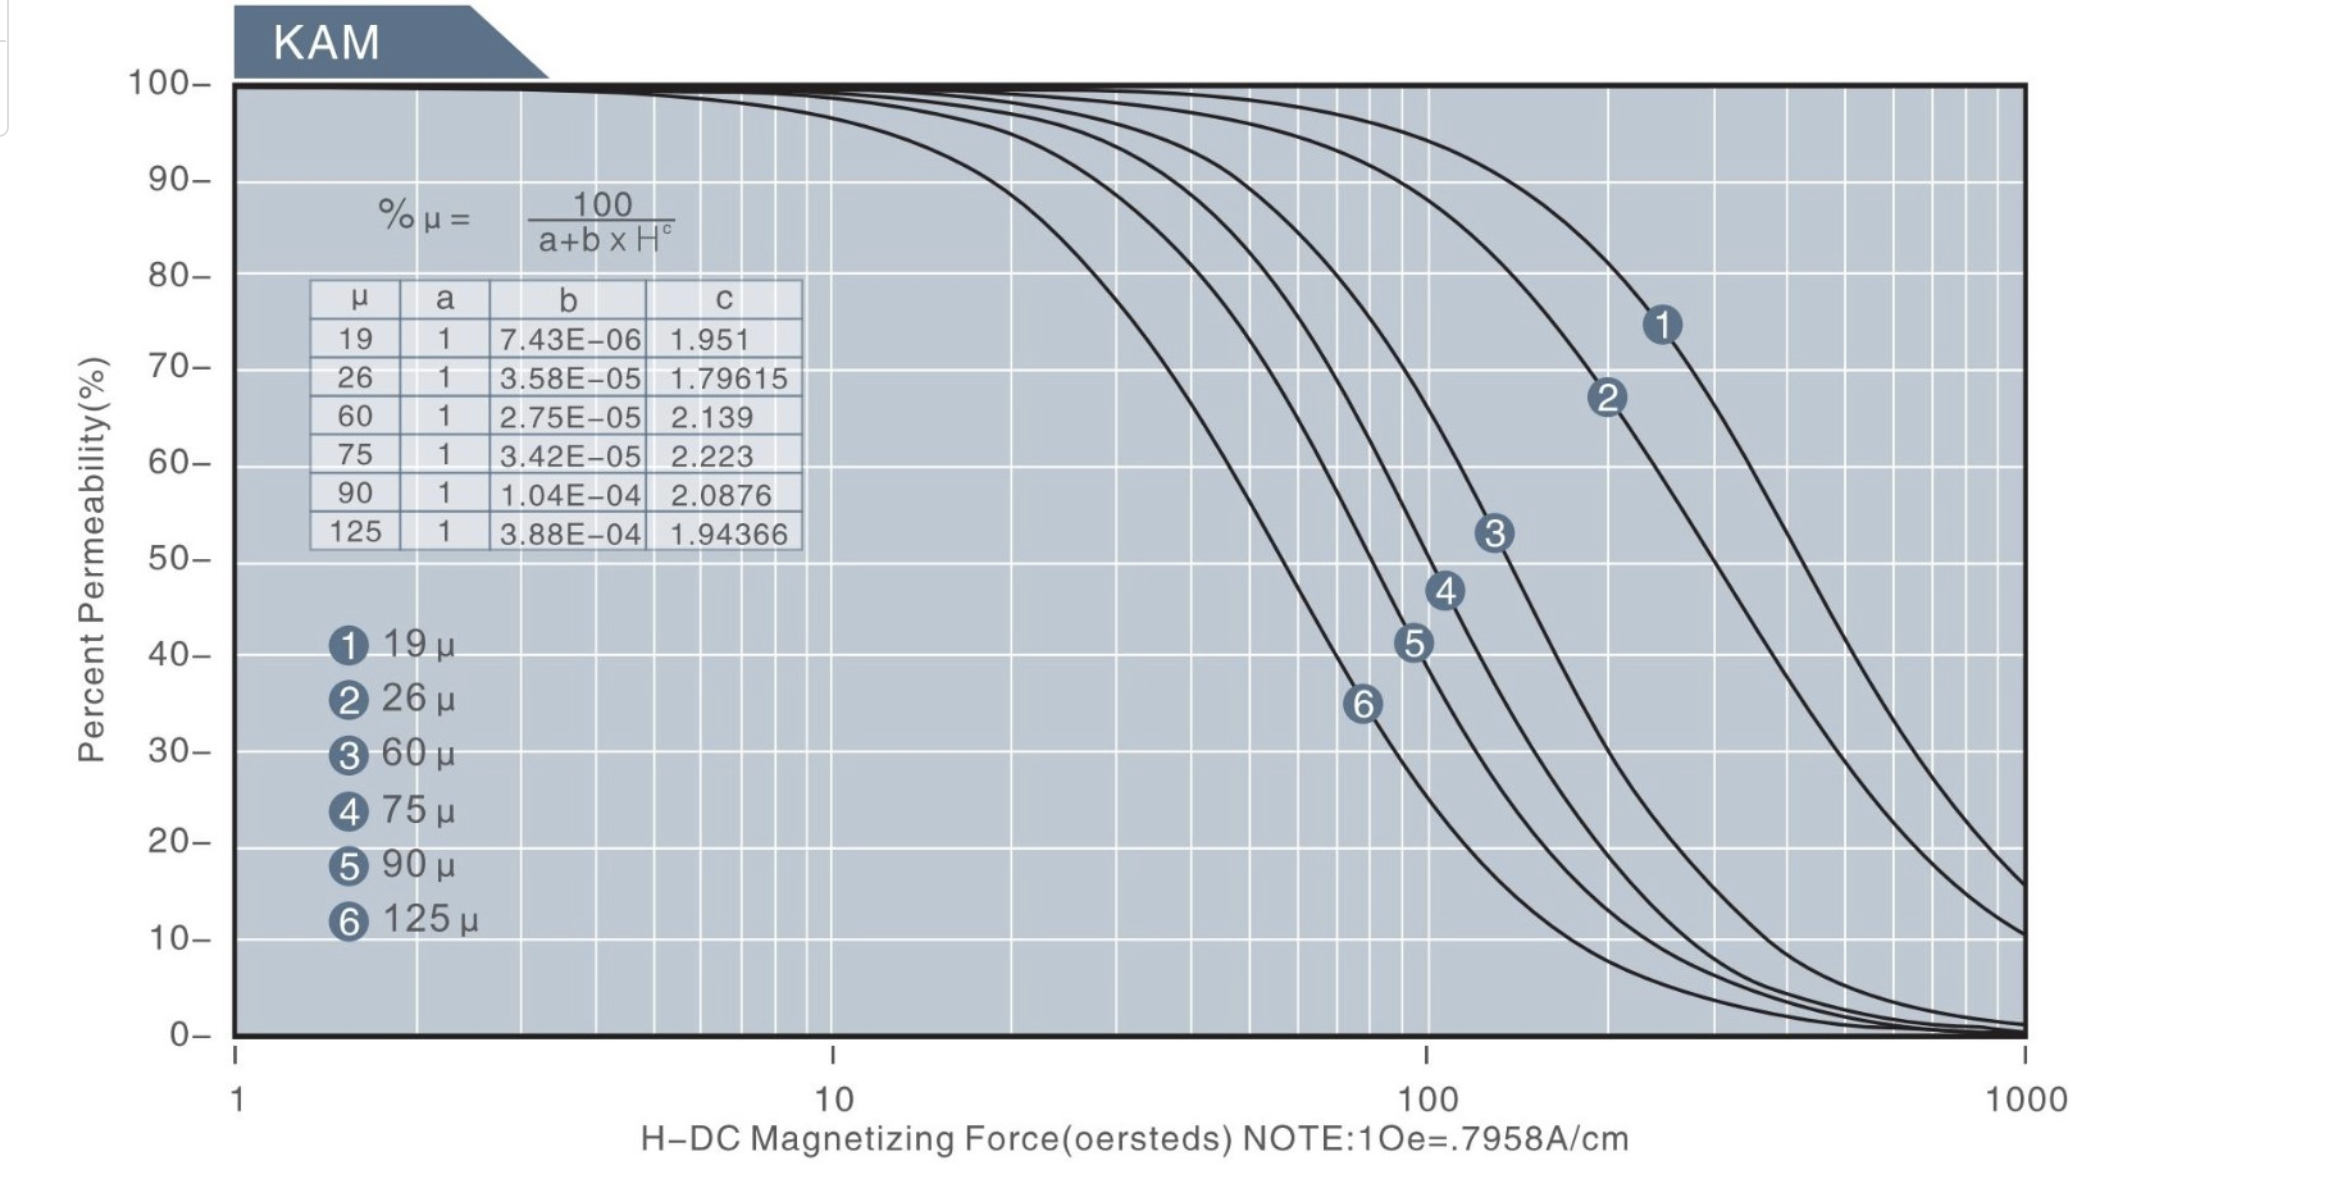 KAM
100–
90–
80–
70–
60–
50–
40–
30–
20–
10–
0–
Percent Permeability(%)
% μ = 100 / a+b x Hᶜ
μ a b c
19 1 7.43E–06 1.951
26 1 3.58E–05 1.79615
60 1 2.75E–05 2.139
75 1 3.42E–05 2.223
90 1 1.04E–04 2.0876
125 1 3.88E–04 1.94366
1 19 μ
2 26 μ
3 60 μ
4 75 μ
5 90 μ
6 125 μ
1
2
3
4
5
6
1 10 100 1000
H–DC Magnetizing Force(oersteds) NOTE:1Oe=.7958A/cm